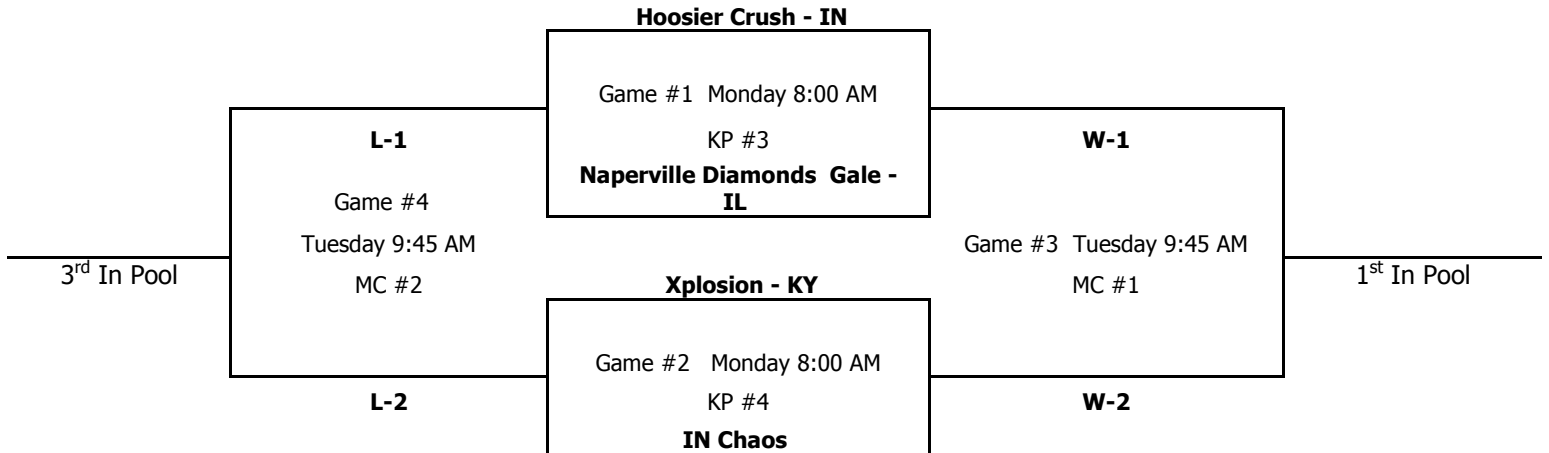 Hoosier Crush - IN
Game #1 Monday 8:00 AM
L-1
KP #3
W-1
Naperville Diamonds Gale -
IL
Game #4
Tuesday 9:45 AM
Game #3 Tuesday 9:45 AM
3rd In Pool
MC #2
Xplosion - KY
MC #1
1st In Pool
Game #2 Monday 8:00 AM
L-2
KP #4
W-2
IN Chaos